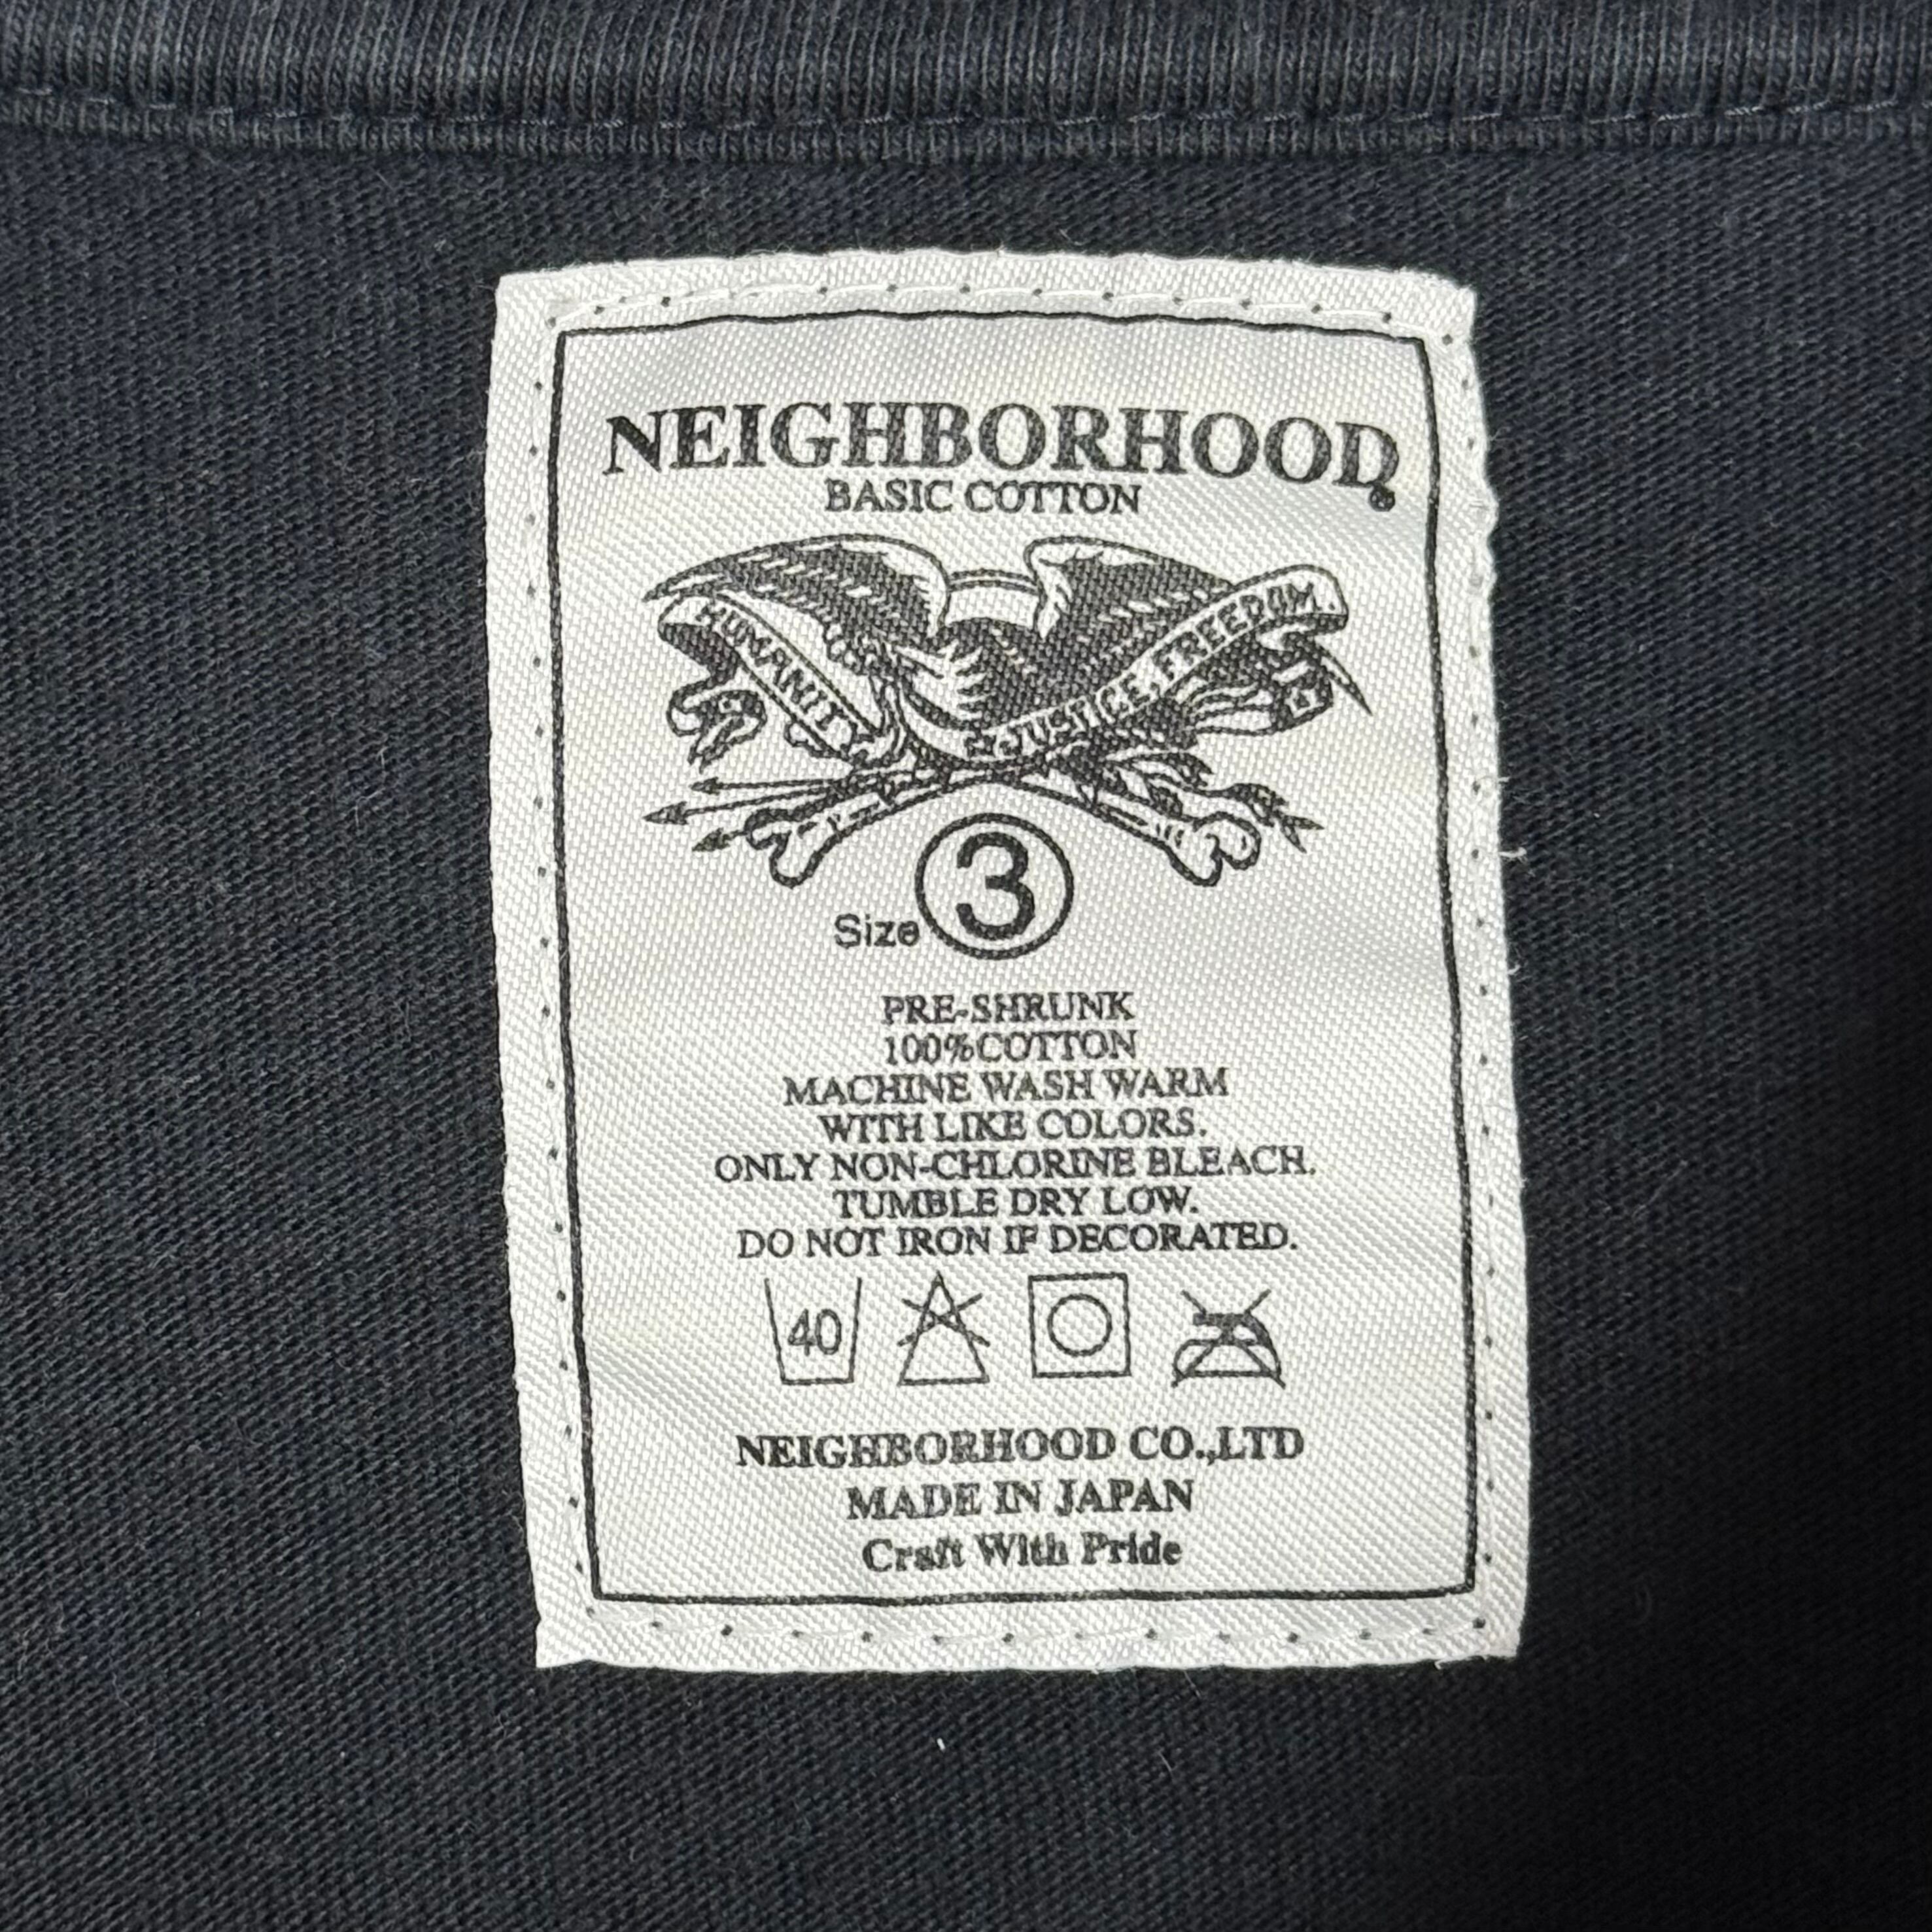 NEIGHBORHOOD®
BASIC COTTON
HUMANITY
JUSTICE, FREEDOM.
Size 3
PRE-SHRUNK
100%COTTON
MACHINE WASH WARM
WITH LIKE COLORS.
ONLY NON-CHLORINE BLEACH.
TUMBLE DRY LOW.
DO NOT IRON IF DECORATED.
40
NEIGHBORHOOD CO.,LTD
MADE IN JAPAN
Craft With Pride